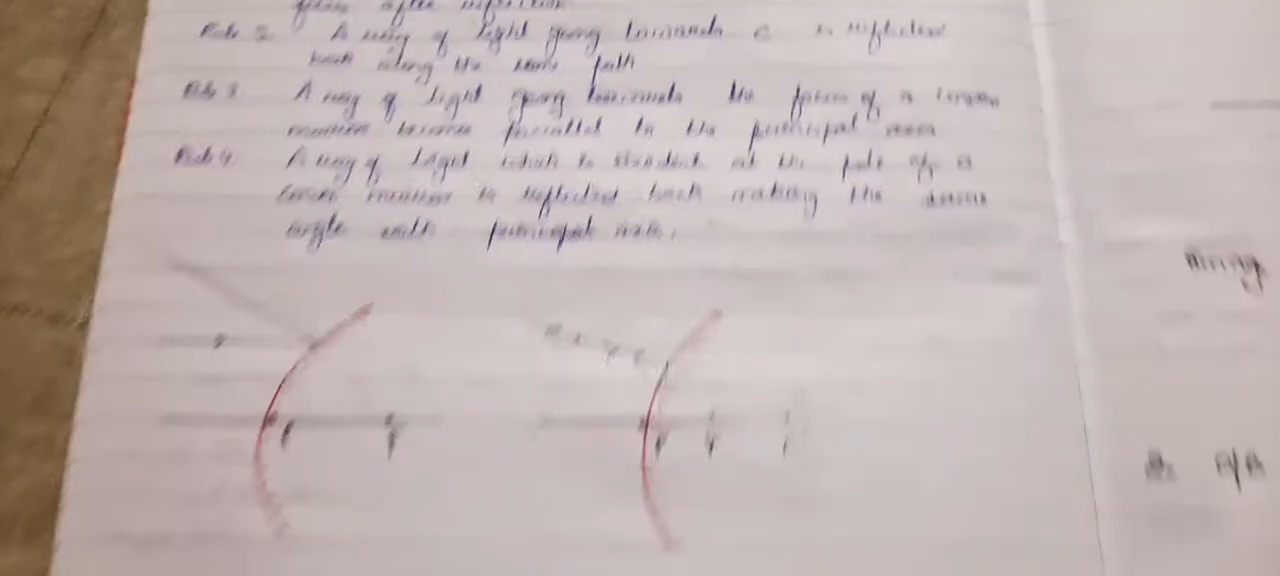 Rule 2 A ray of light going towards C is reflected
back along the same path
Rule 3 A ray of light going towards the focus of a convex
mirror becomes parallel to the principal axis
Rule 4 A ray of light which is at the pole of a
mirror is reflected back making the same
angle with principal axis.
P F
P F